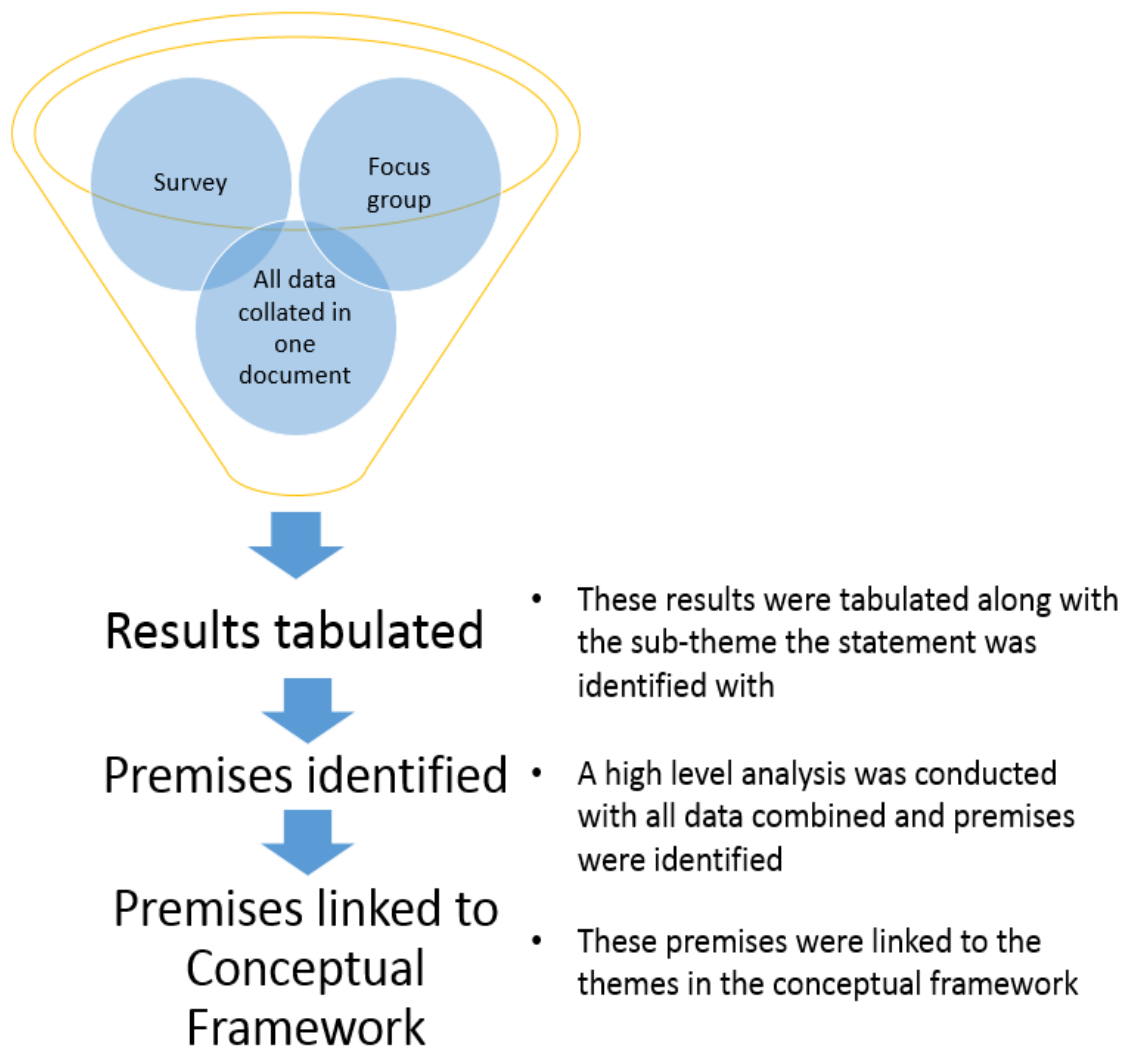 Survey
Focus
group
All data
collated in
one
document
Results tabulated
• These results were tabulated along with
the sub-theme the statement was
identified with
Premises identified
• A high level analysis was conducted
with all data combined and premises
were identified
Premises linked to
Conceptual
Framework
• These premises were linked to the
themes in the conceptual framework